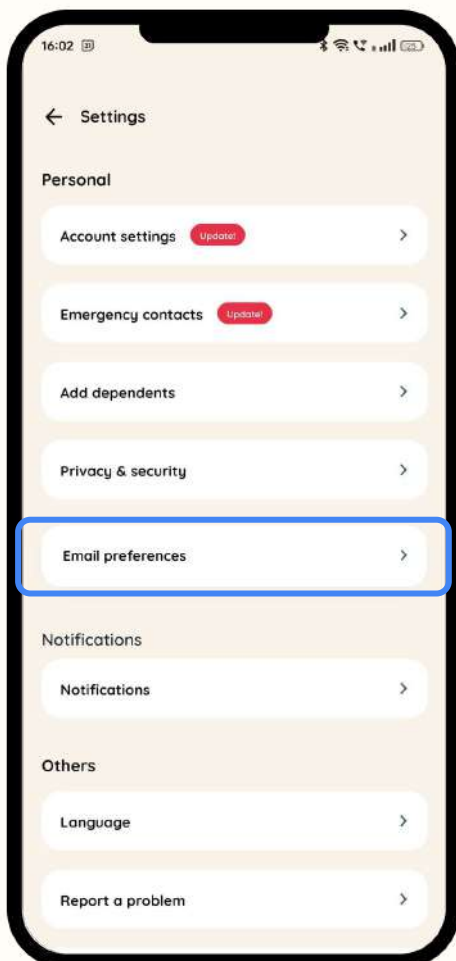 16:02
Settings
Personal
Account settings Update!
Emergency contacts Update!
Add dependents
Privacy & security
Email preferences
Notifications
Notifications
Others
Language
Report a problem